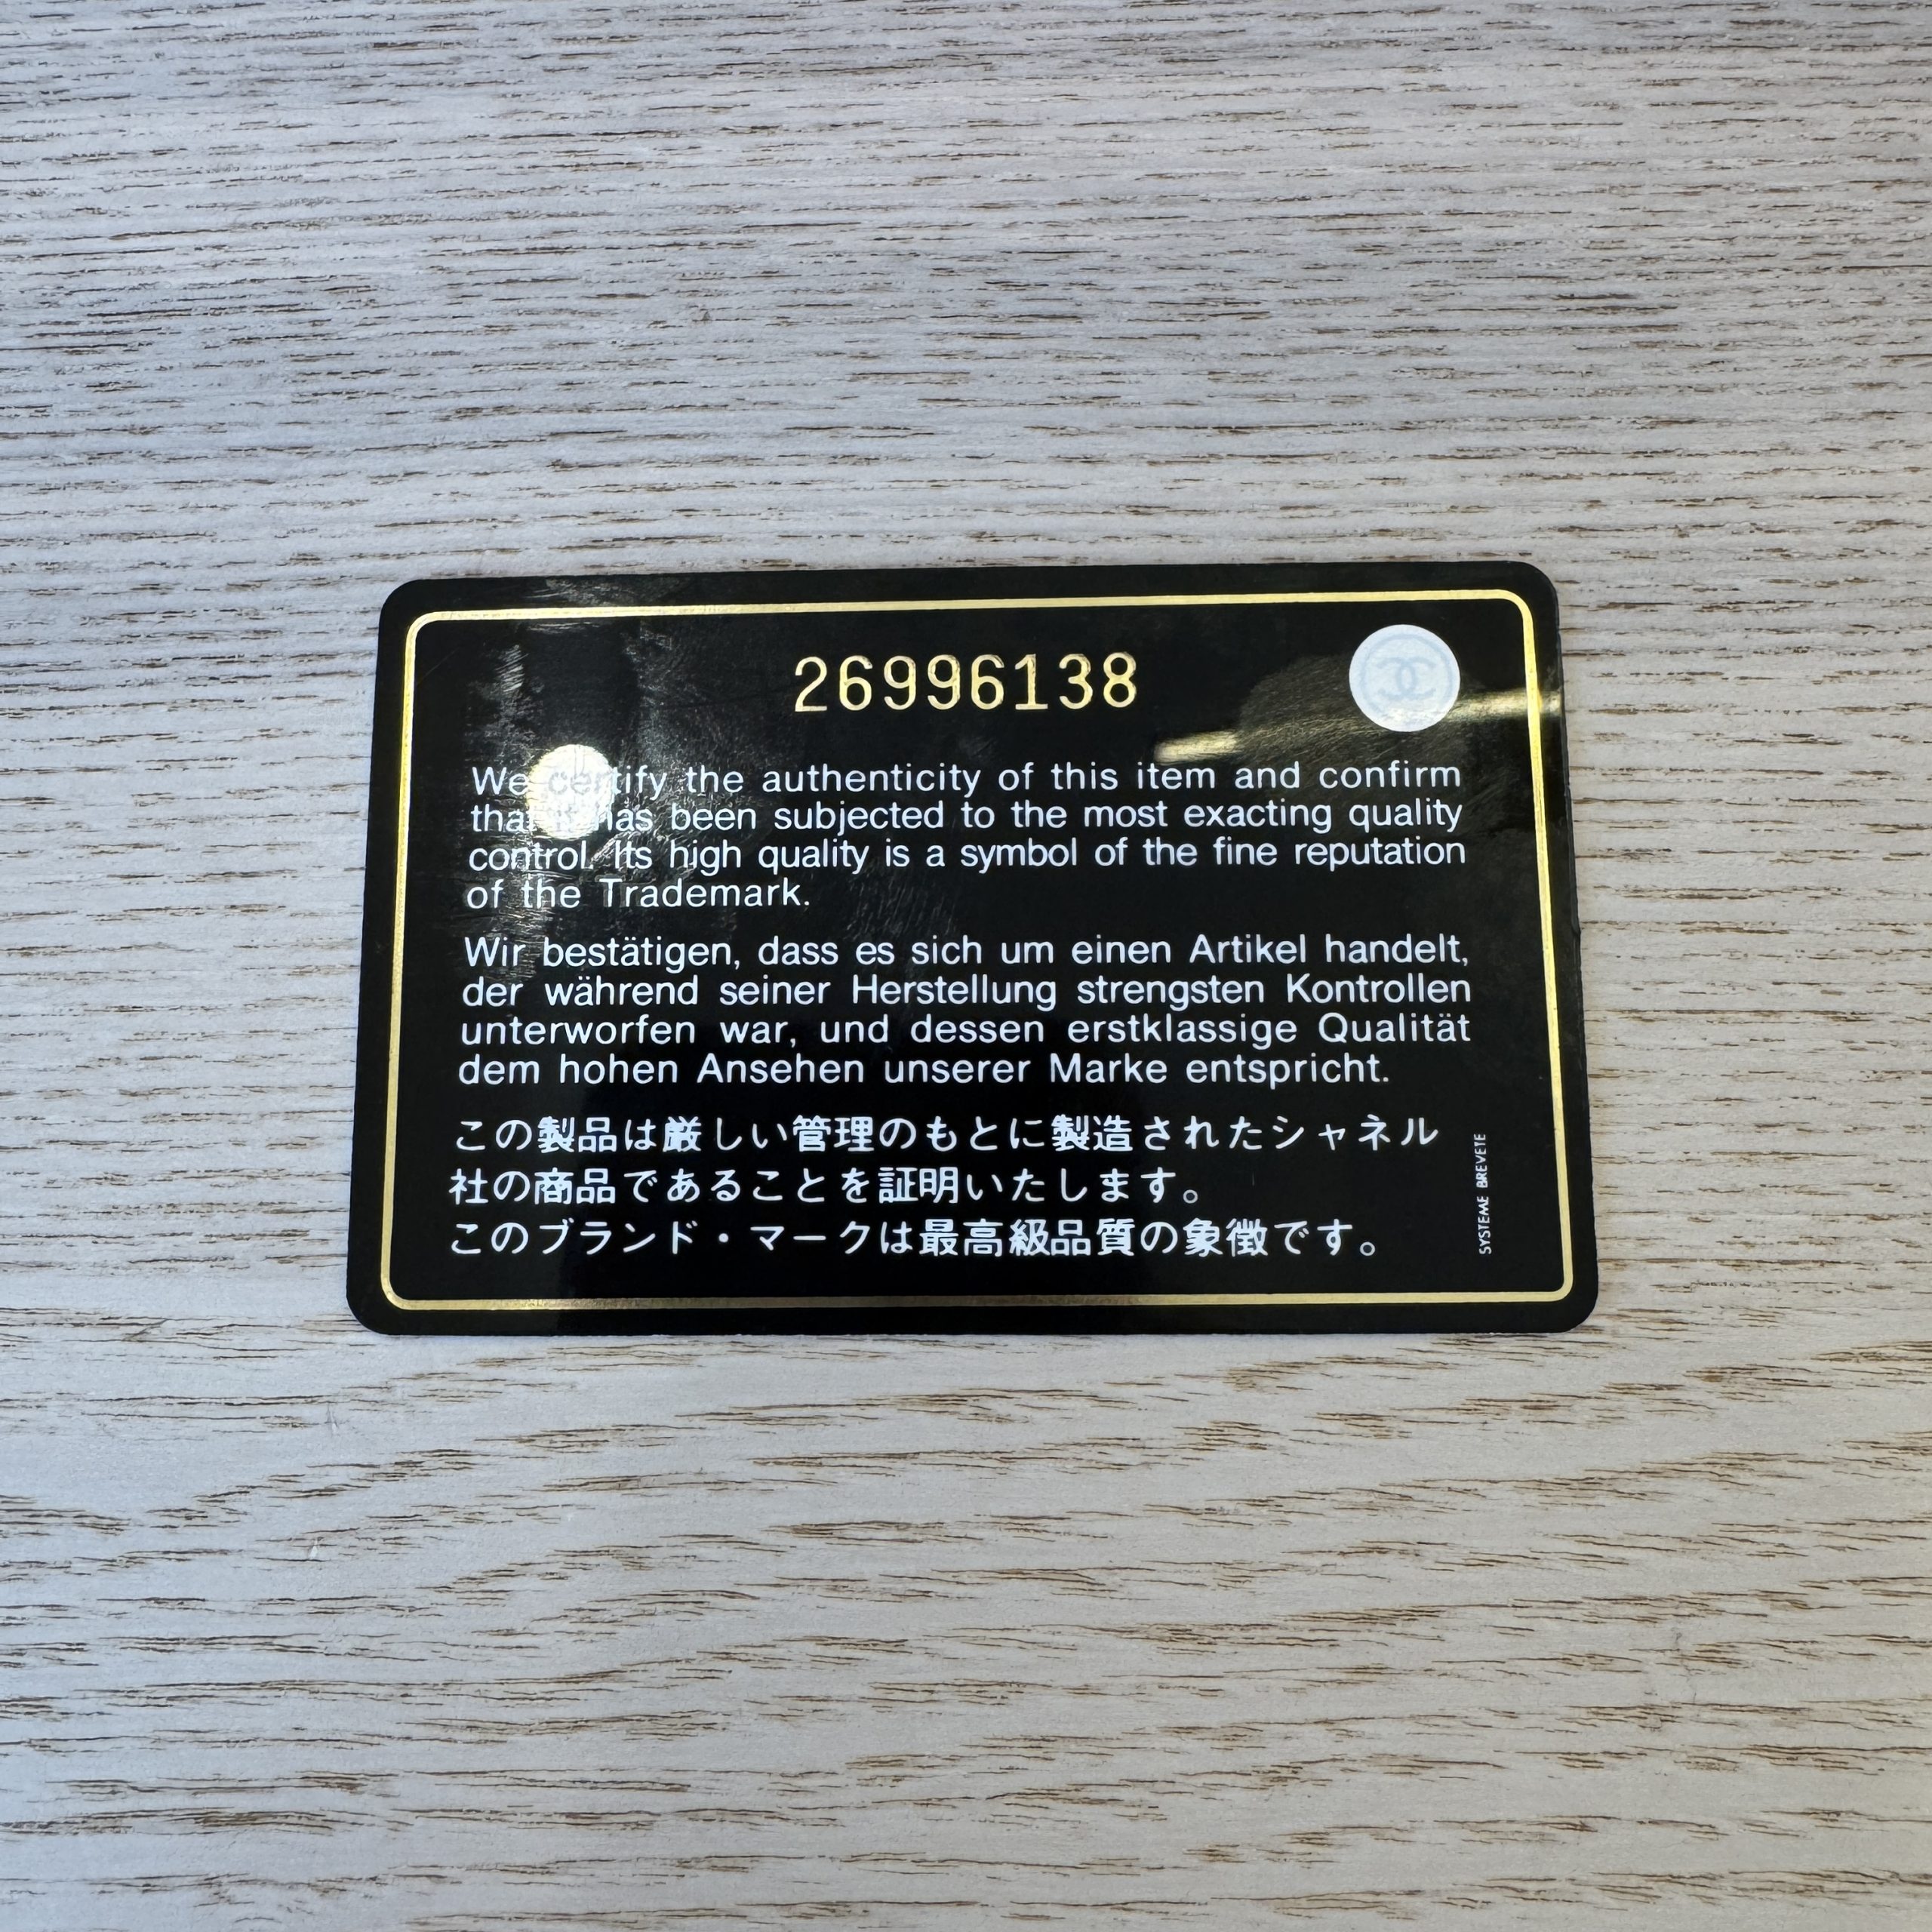 26996138
We certify the authenticity of this item and confirm
that it has been subjected to the most exacting quality
control. Its high quality is a symbol of the fine reputation
of the Trademark.
Wir bestätigen, dass es sich um einen Artikel handelt,
der während seiner Herstellung strengsten Kontrollen
unterworfen war, und dessen erstklassige Qualität
dem hohen Ansehen unserer Marke entspricht.
この製品は厳しい管理のもとに製造されたシャネル
社の商品であることを証明いたします。
このブランド・マークは最高級品質の象徴です。
SYSTEME BREVETE